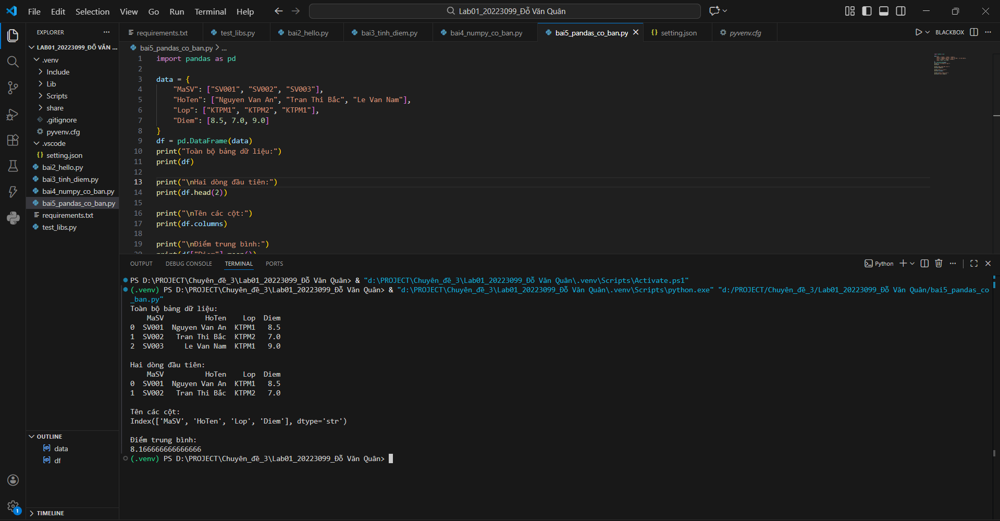 File Edit Selection View Go Run Terminal Help
Lab01_20223099_Đỗ Văn Quân
EXPLORER
LAB01_20223099_ĐỖ VĂN ...
.venv
Include
Lib
Scripts
share
.gitignore
pyvenv.cfg
.vscode
setting.json
bai2_hello.py
bai3_tinh_diem.py
bai4_numpy_co_ban.py
bai5_pandas_co_ban.py
requirements.txt
test_libs.py
OUTLINE
data
df
TIMELINE
1
requirements.txt test_libs.py bai2_hello.py bai3_tinh_diem.py bai4_numpy_co_ban.py bai5_pandas_co_ban.py setting.json pyvenv.cfg BLACKBOX
bai5_pandas_co_ban.py > ...
1 import pandas as pd
2
3 data = {
4 "MaSV": ["SV001", "SV002", "SV003"],
5 "HoTen": ["Nguyen Van An", "Tran Thi Bắc", "Le Van Nam"],
6 "Lop": ["KTPM1", "KTPM2", "KTPM1"],
7 "Diem": [8.5, 7.0, 9.0]
8 }
9 df = pd.DataFrame(data)
10 print("Toàn bộ bảng dữ liệu:")
11 print(df)
12
13 print("\nHai dòng đầu tiên:")
14 print(df.head(2))
15
16 print("\nTên các cột:")
17 print(df.columns)
18
19 print("\nĐiểm trung bình:")
20 print(df["Diem"].mean())
OUTPUT DEBUG CONSOLE TERMINAL PORTS Python
PS D:\PROJECT\Chuyên_đề_3\Lab01_20223099_Đỗ Văn Quân> & "d:\PROJECT\Chuyên_đề_3\Lab01_20223099_Đỗ Văn Quân\.venv\Scripts\Activate.ps1"
(.venv) PS D:\PROJECT\Chuyên_đề_3\Lab01_20223099_Đỗ Văn Quân> & "d:\PROJECT\Chuyên_đề_3\Lab01_20223099_Đỗ Văn Quân\.venv\Scripts\python.exe" "d:/PROJECT/Chuyên_đề_3/Lab01_20223099_Đỗ Văn Quân/bai5_pandas_co
_ban.py"
Toàn bộ bảng dữ liệu:
MaSV HoTen Lop Diem
0 SV001 Nguyen Van An KTPM1 8.5
1 SV002 Tran Thi Bắc KTPM2 7.0
2 SV003 Le Van Nam KTPM1 9.0
Hai dòng đầu tiên:
MaSV HoTen Lop Diem
0 SV001 Nguyen Van An KTPM1 8.5
1 SV002 Tran Thi Bắc KTPM2 7.0
Tên các cột:
Index(['MaSV', 'HoTen', 'Lop', 'Diem'], dtype='str')
Điểm trung bình:
8.166666666666666
(.venv) PS D:\PROJECT\Chuyên_đề_3\Lab01_20223099_Đỗ Văn Quân>